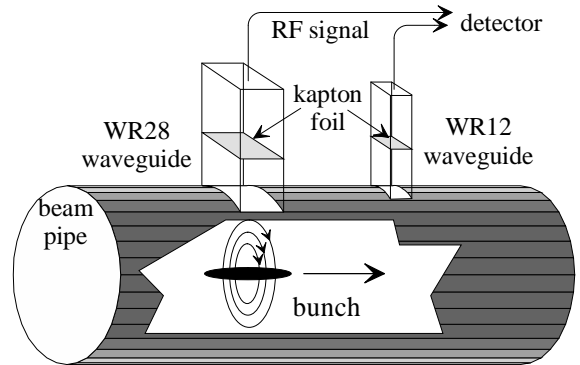 RF signal
detector
kapton
foil
WR28
waveguide
WR12
waveguide
beam
pipe
bunch